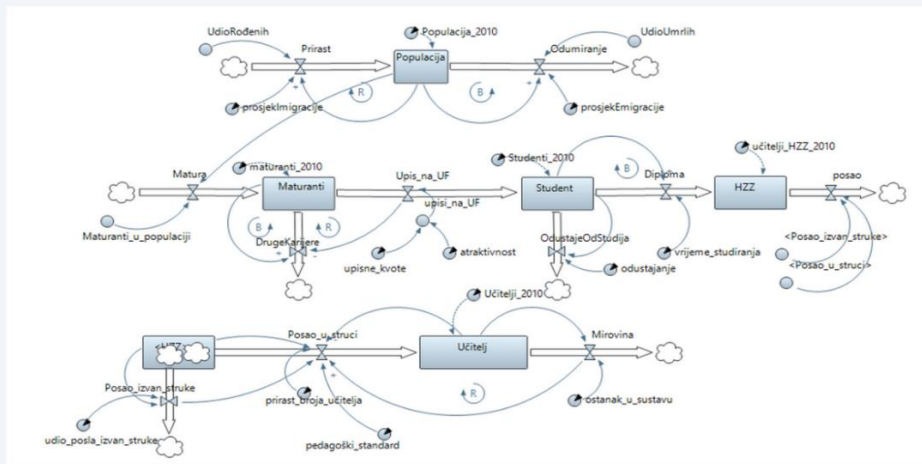 UdioRođenih
Populacija_2010
UdioUmrlih
Prirast
Odumiranje
Populacija
R
B
prosjekImigracije
prosjekEmigracije
Matura
maturanti_2010
Upis_na_UF
Studenti_2010
Diploma
učitelji_HZZ_2010
posao
Maturanti
upisi_na_UF
Student
B
HZZ
Maturanti_u_populaciji
B
R
DrugeKarijere
OdustajeOdStudija
<Posao_izvan_struke>
upisne_kvote
atraktivnost
odustajanje
vrijeme_studiranja
<Posao_u_struci>
Učitelji_2010
Posao_u_struci
Učitelj
Mirovina
Posao_izvan_struke
prirast_broja_učitelja
R
ostanak_u_sustavu
udio_posla_izvan_struke
pedagoški_standard